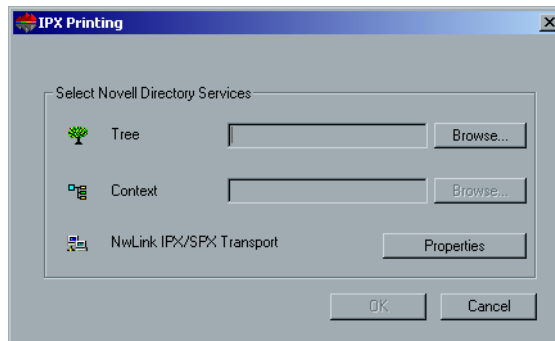 IPX Printing
Select Novell Directory Services
Tree
Browse...
Context
Browse...
NwLink IPX/SPX Transport
Properties
OK
Cancel